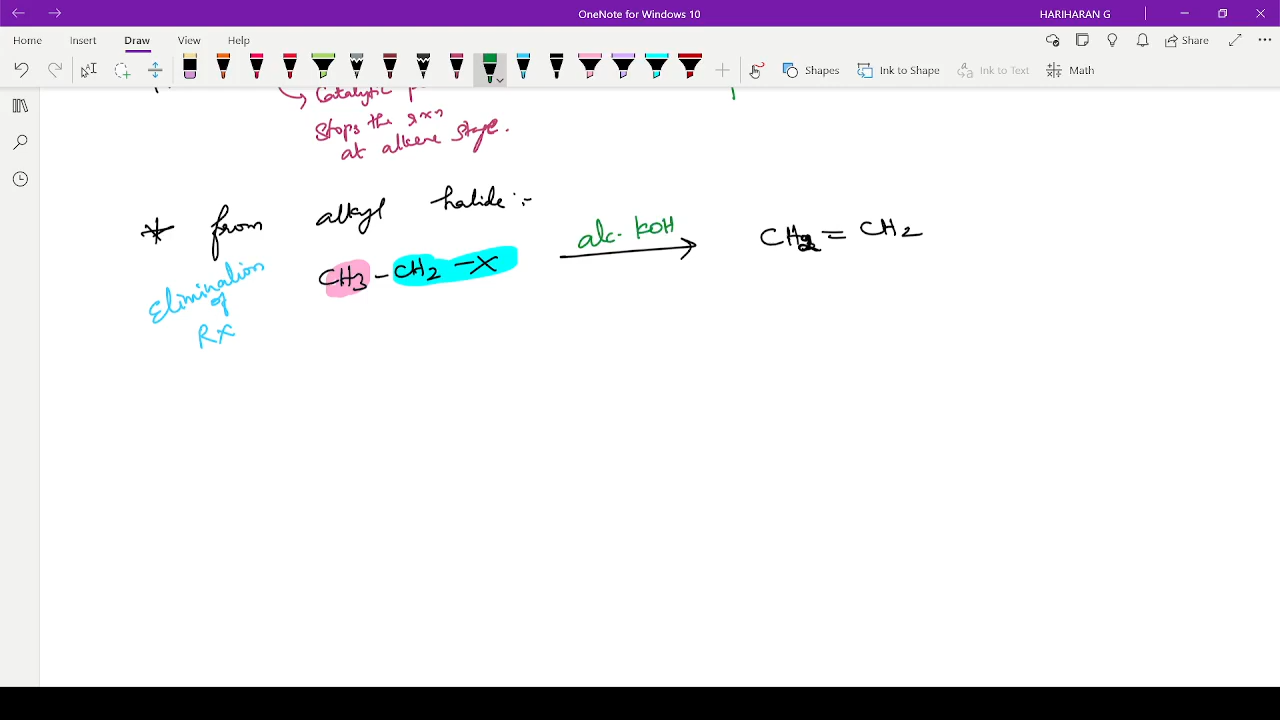 OneNote for Windows 10
HARIHARAN G
Home Insert Draw View Help
Share
Shapes Ink to Shape Ink to Text Math
Catalytic
Stops the rxn
at alkene stage.
* from alkyl halide :-
CH3 - CH2 - X alc. KOH CH2 = CH2
Elimination
of
RX